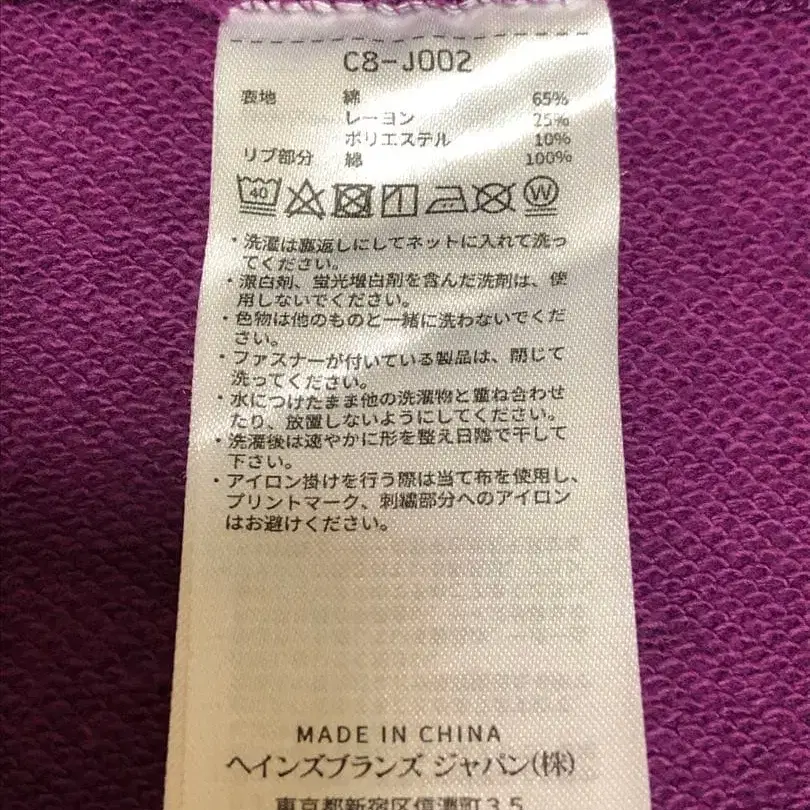 C8-J002
表地 綿 65%
レーヨン 25%
ポリエステル 10%
リブ部分 綿 100%
40 W
・洗濯は裏返しにしてネットに入れて洗っ
てください。
・漂白剤、蛍光増白剤を含んだ洗剤は、使
用しないでください。
・色物は他のものと一緒に洗わないでくだ
さい。
・ファスナーが付いている製品は、閉じて
洗ってください。
・水につけたまま他の洗濯物と重ね合わせ
たり、放置しないようにしてください。
・洗濯後は速やかに形を整え日陰で干して
下さい。
・アイロン掛けを行う際は当て布を使用し、
プリントマーク、刺繍部分へのアイロン
はお避けください。
MADE IN CHINA
ヘインズブランズ ジャパン(株)
東京都新宿区信濃町35